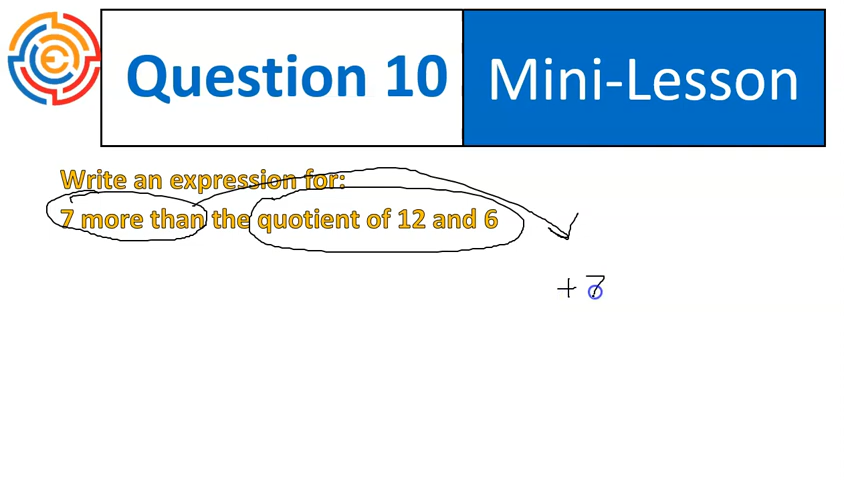 Question 10
Mini-Lesson
Write an expression for:
7 more than the quotient of 12 and 6
+ 7